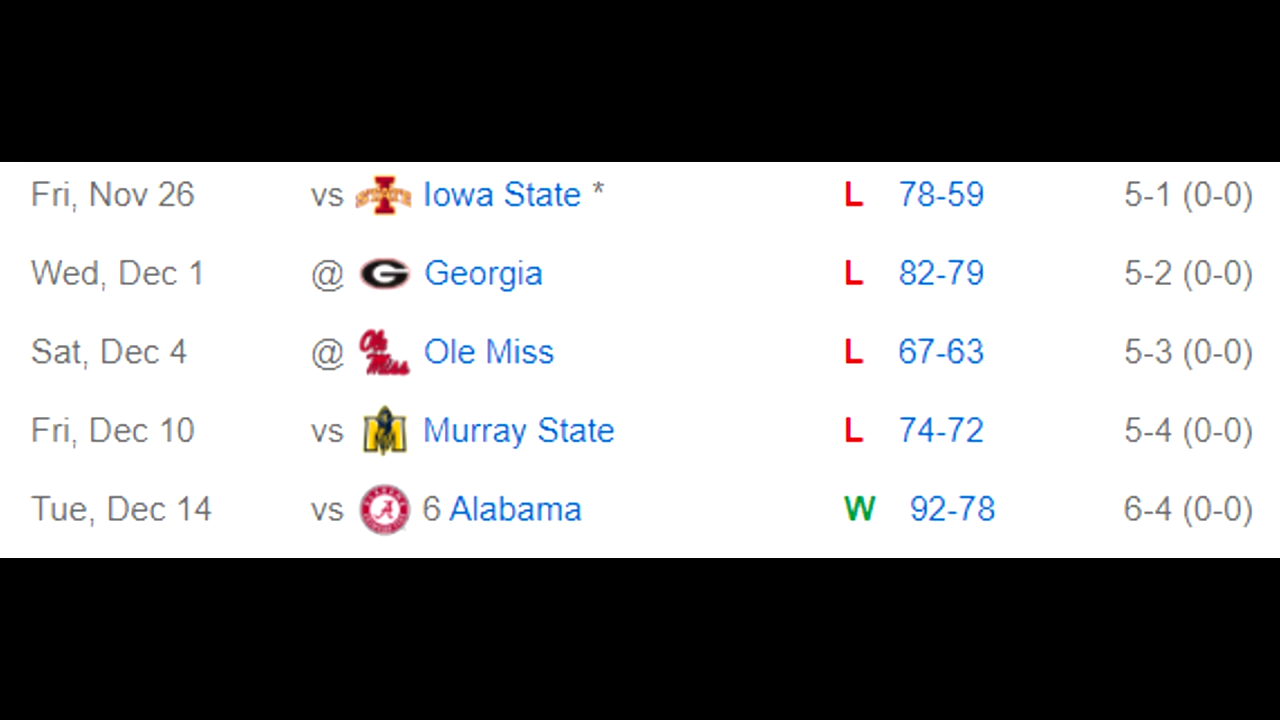 Fri, Nov 26 vs STATE Iowa State * L 78-59 5-1 (0-0)
Wed, Dec 1 @ G Georgia L 82-79 5-2 (0-0)
Sat, Dec 4 @ Ole Miss Ole Miss L 67-63 5-3 (0-0)
Fri, Dec 10 vs M Murray State L 74-72 5-4 (0-0)
Tue, Dec 14 vs A 6 Alabama W 92-78 6-4 (0-0)